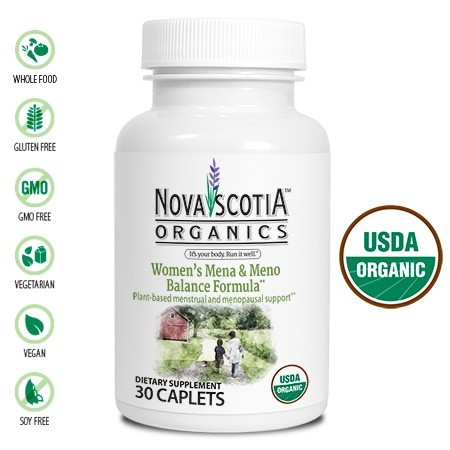 WHOLE FOOD
GLUTEN FREE
GMO
GMO FREE
VEGETARIAN
VEGAN
SOY FREE
NOVA SCOTIA™
ORGANICS
It's your body. Run it well.™
Women's Mena & Meno
Balance Formula**
Plant-based menstrual and menopausal support**
DIETARY SUPPLEMENT
30 CAPLETS
USDA
ORGANIC
USDA
ORGANIC